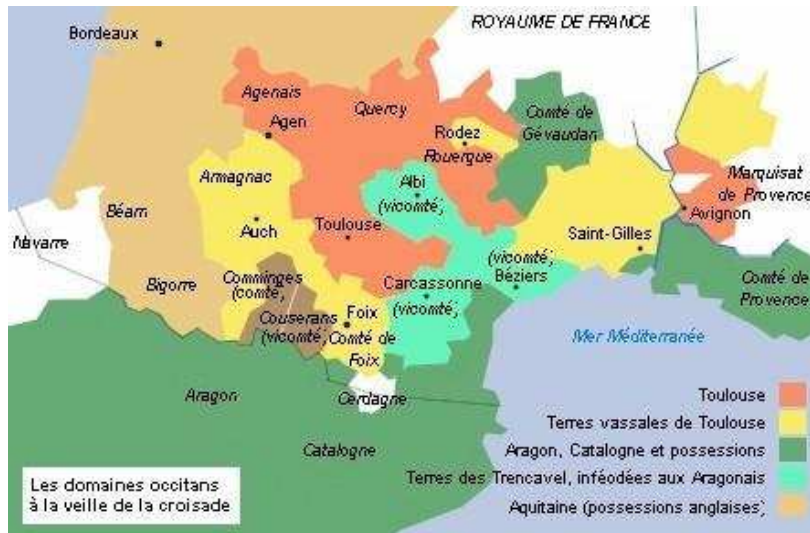 ROYAUME DE FRANCE
Bordeaux
Agenais
Quercy
Agen
Rodez
Comté de
Gévaudan
Rouergue
Armagnac
Albi
(vicomté)
Marquisat
de Provence
Avignon
Béarn
Navarre
Auch
Toulouse
Saint-Gilles
Bigorre
Comminges
(comté)
Carcassonne
(vicomté)
(vicomté)
Béziers
Comté de
Provence
Couserans
(vicomté)
Foix
Comté de
Foix
Mer Méditerranée
Aragon
Cerdagne
Catalogne
Toulouse
Terres vassales de Toulouse
Aragon, Catalogne et possessions
Terres des Trencavel, inféodées aux Aragonais
Aquitaine (possessions anglaises)
Les domaines occitans
à la veille de la croisade